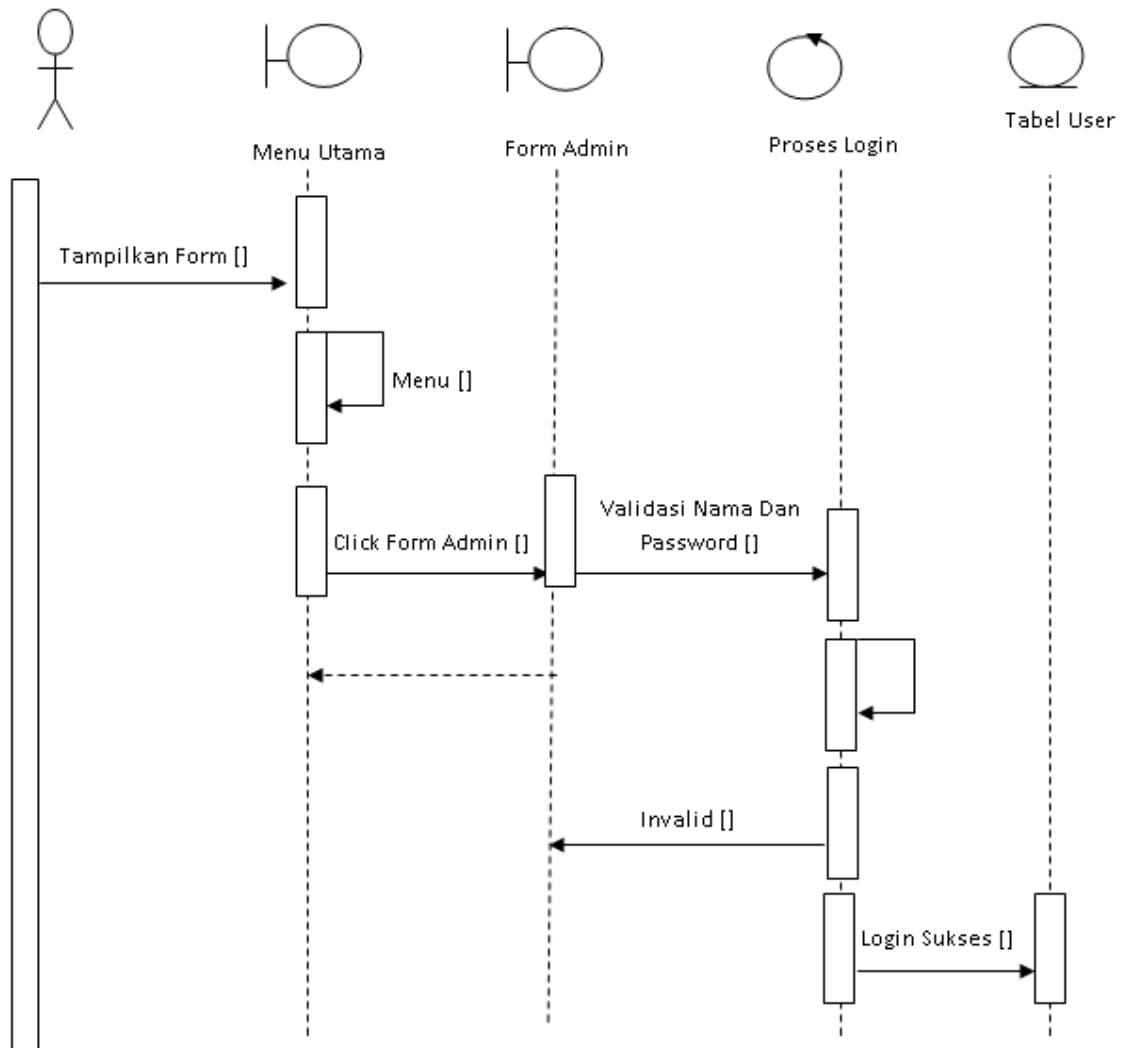 Menu Utama
Form Admin
Proses Login
Tabel User
Tampilkan Form []
Menu []
Click Form Admin []
Validasi Nama Dan
Password []
Invalid []
Login Sukses []